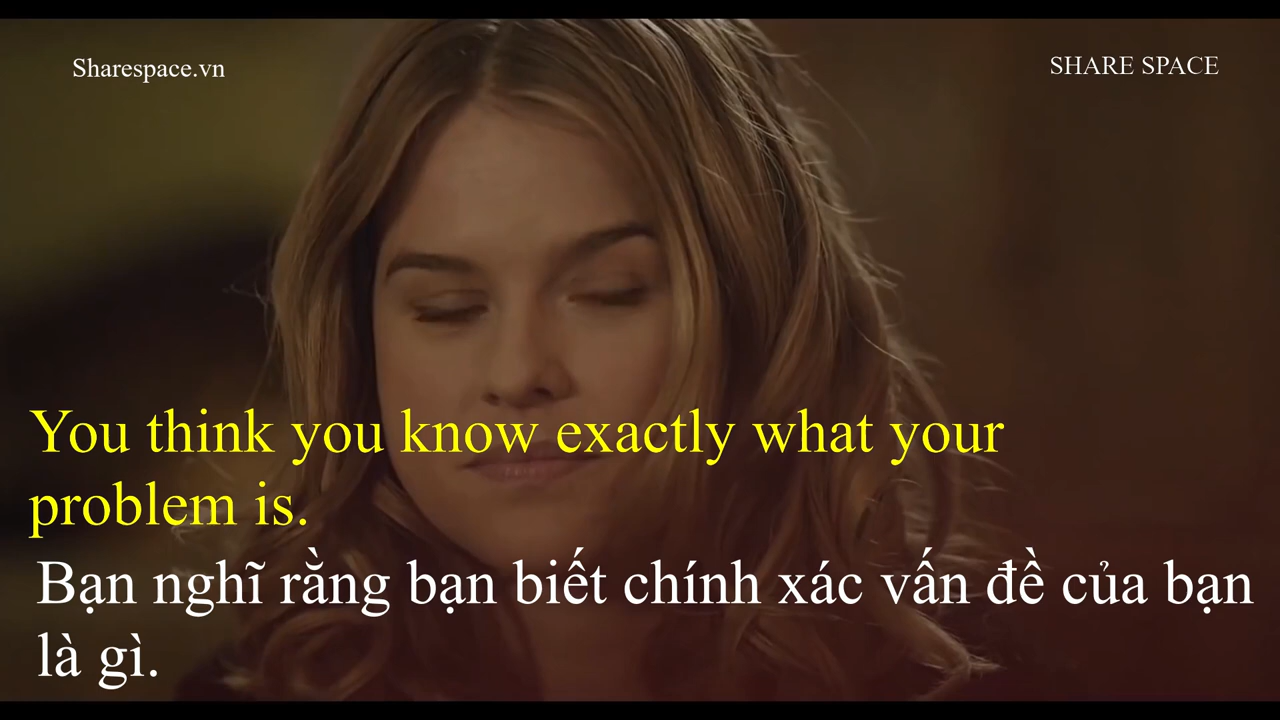 Sharespace.vn
SHARE SPACE
You think you know exactly what your
problem is.
Bạn nghĩ rằng bạn biết chính xác vấn đề của bạn
là gì.